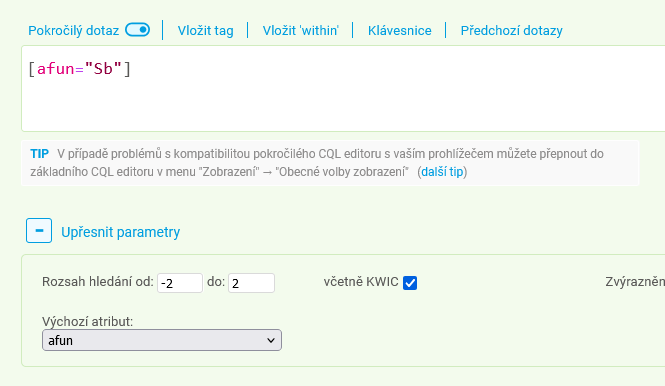 Pokročilý dotaz Vložit tag Vložit 'within' Klávesnice Předchozí dotazy
[afun="Sb"]
TIP V případě problémů s kompatibilitou pokročilého CQL editoru s vaším prohlížečem můžete přepnout do
základního CQL editoru v menu "Zobrazení" → "Obecné volby zobrazení" (další tip)
Upřesnit parametry
Rozsah hledání od: -2 do: 2 včetně KWIC Zvýrazněn
Výchozí atribut:
afun